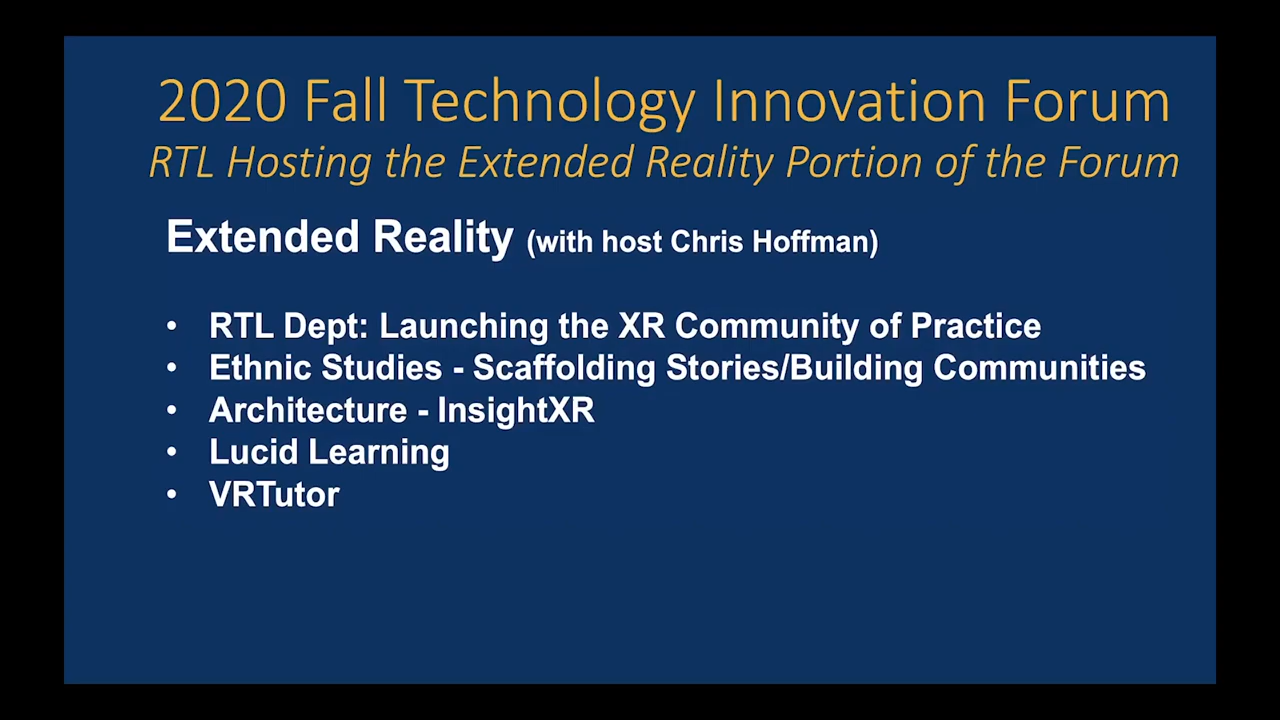 2020 Fall Technology Innovation Forum
RTL Hosting the Extended Reality Portion of the Forum
Extended Reality (with host Chris Hoffman)
• RTL Dept: Launching the XR Community of Practice
• Ethnic Studies - Scaffolding Stories/Building Communities
• Architecture - InsightXR
• Lucid Learning
• VRTutor